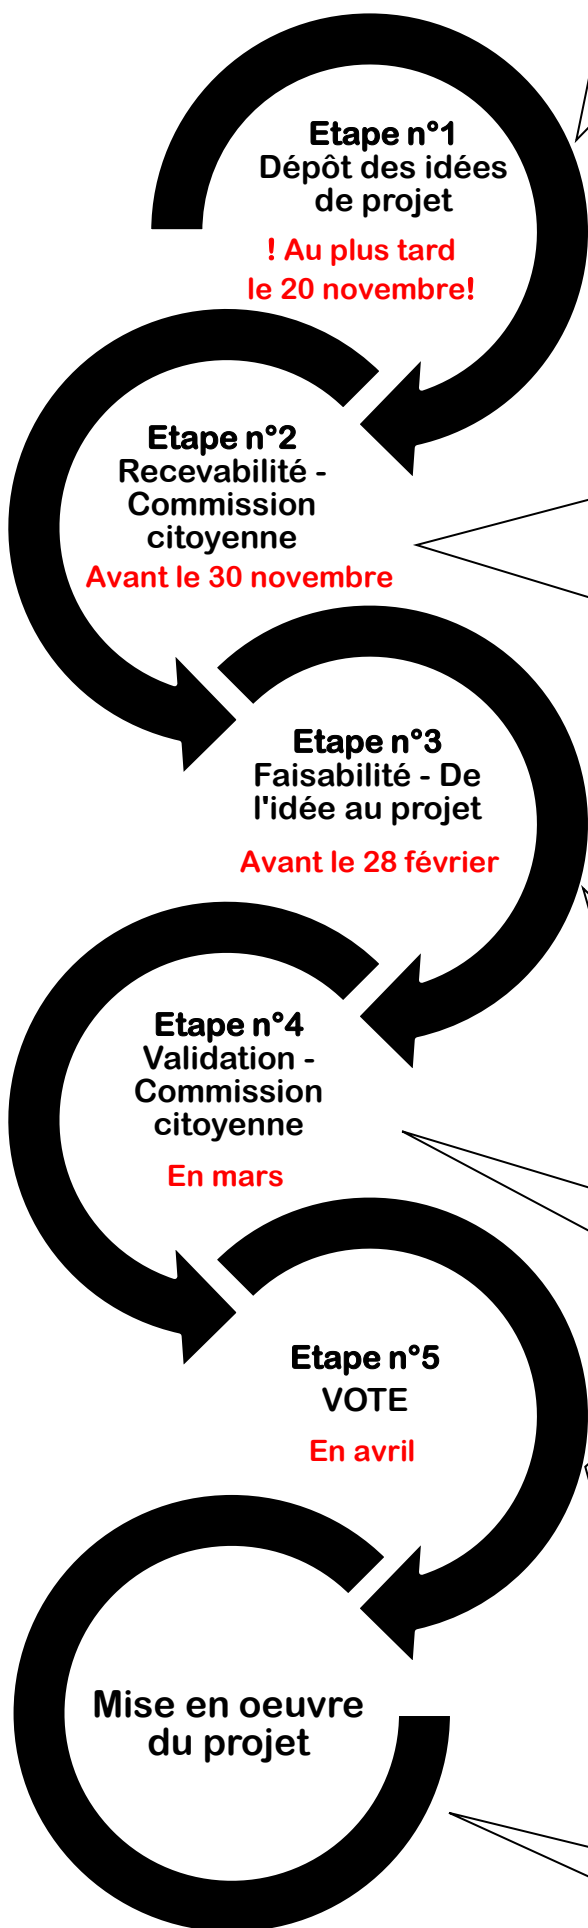 Etape n°1
Dépôt des idées
de projet
! Au plus tard
le 20 novembre!
Etape n°2
Recevabilité -
Commission
citoyenne
Avant le 30 novembre
Etape n°3
Faisabilité - De
l'idée au projet
Avant le 28 février
Etape n°4
Validation -
Commission
citoyenne
En mars
Etape n°5
VOTE
En avril
Mise en oeuvre
du projet